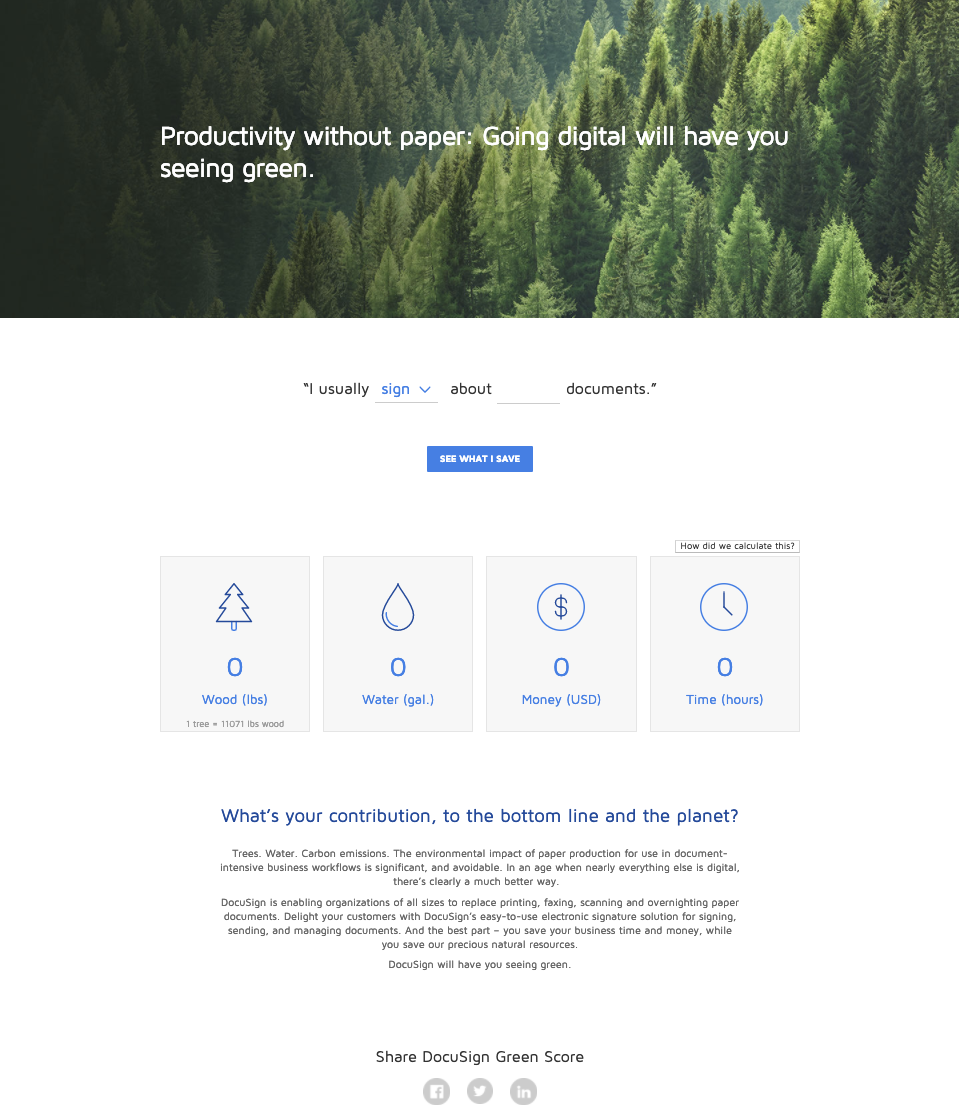 Productivity without paper: Going digital will have you
seeing green.
“I usually sign about documents.”
SEE WHAT I SAVE
How did we calculate this?
0
Wood (lbs)
1 tree = 11071 lbs wood
0
Water (gal.)
0
Money (USD)
0
Time (hours)
What’s your contribution, to the bottom line and the planet?
Trees. Water. Carbon emissions. The environmental impact of paper production for use in document-
intensive business workflows is significant, and avoidable. In an age when nearly everything else is digital,
there’s clearly a much better way.
DocuSign is enabling organizations of all sizes to replace printing, faxing, scanning and overnighting paper
documents. Delight your customers with DocuSign’s easy-to-use electronic signature solution for signing,
sending, and managing documents. And the best part – you save your business time and money, while
you save our precious natural resources.
DocuSign will have you seeing green.
Share DocuSign Green Score